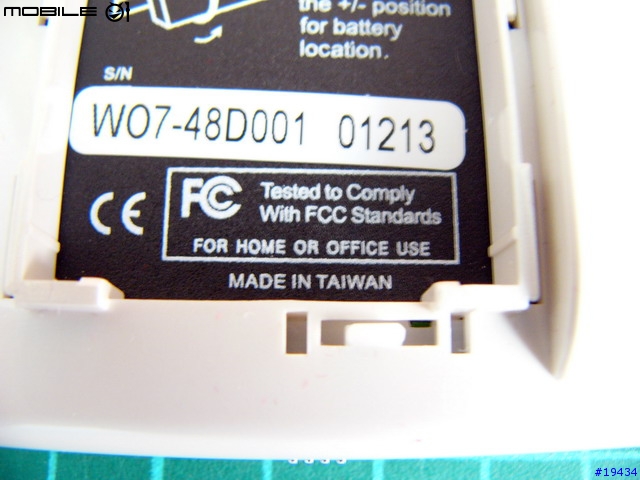 MOBILE 01
the +/- position
for battery
location.
S/N
WO7-48D001 01213
CE
FC Tested to Comply
With FCC Standards
FOR HOME OR OFFICE USE
MADE IN TAIWAN
#19434